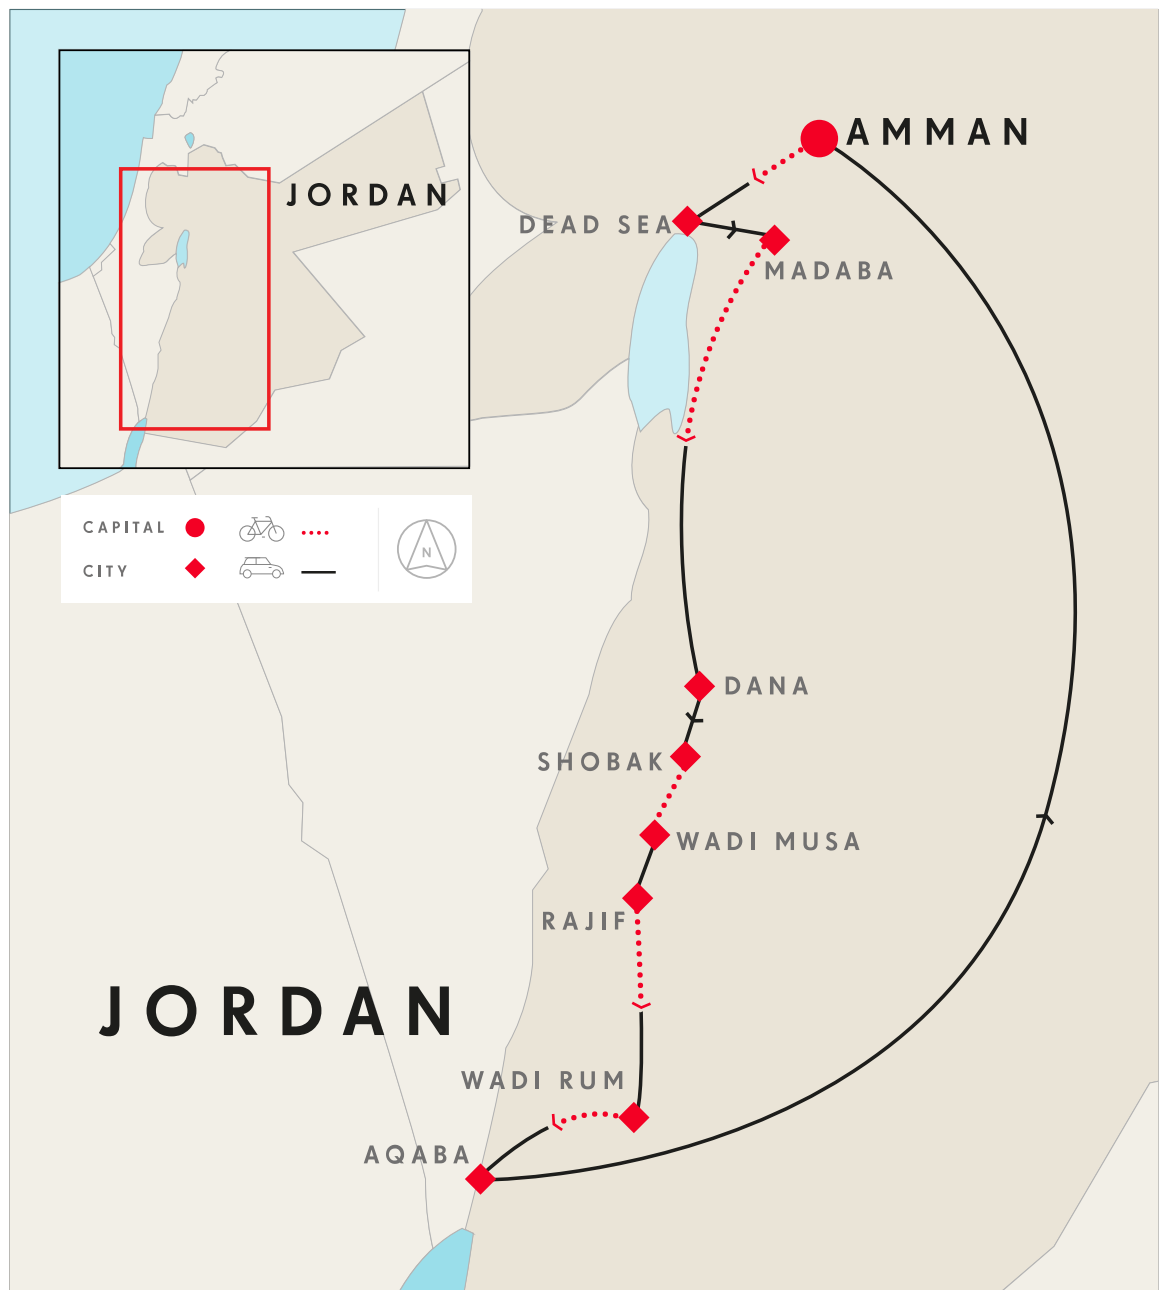 AMMAN
JORDAN
DEAD SEA
MADABA
CAPITAL
CITY
N
DANA
SHOBAK
WADI MUSA
RAJIF
JORDAN
WADI RUM
AQABA